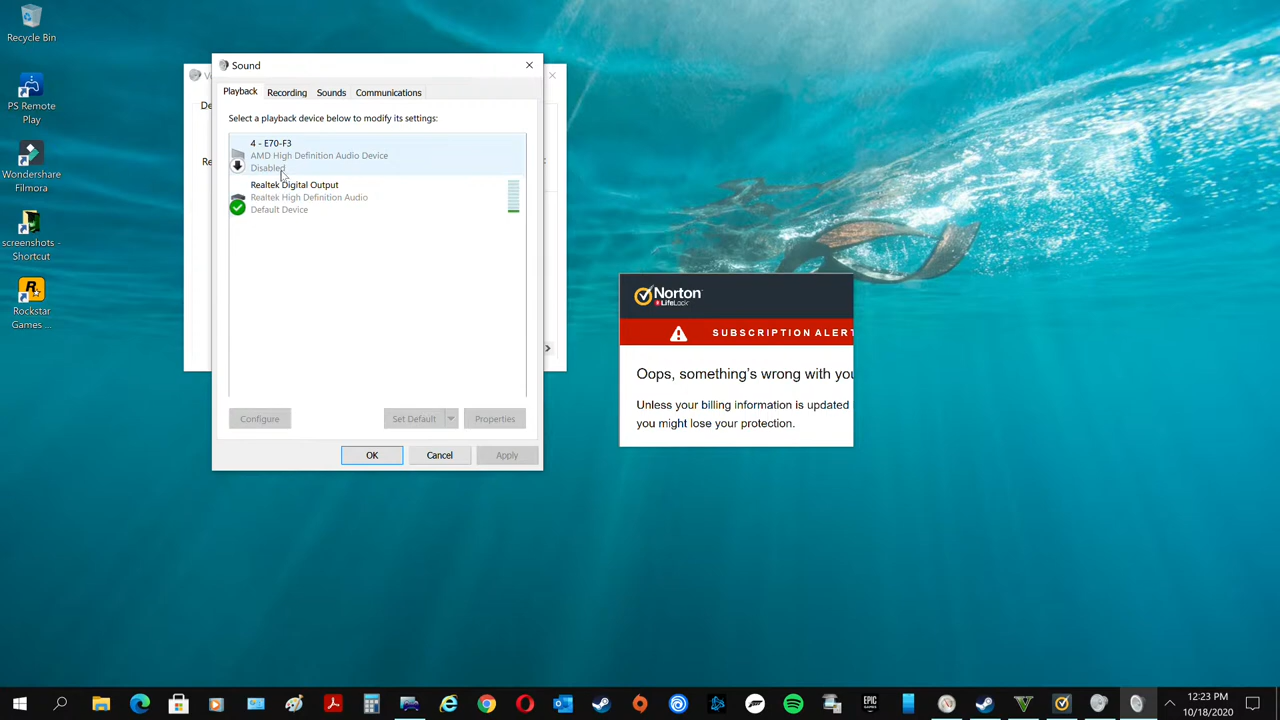 Recycle Bin
PS Remote
Play
Wondershare
Filmora
screenshots -
Shortcut
Rockstar
Games ...
Sound
Playback
Recording
Sounds
Communications
Select a playback device below to modify its settings:
4 - E70-F3
AMD High Definition Audio Device
Disabled
Realtek Digital Output
Realtek High Definition Audio
Default Device
Configure
Set Default
Properties
OK
Cancel
Apply
Norton
LifeLock
SUBSCRIPTION ALERT
Oops, something's wrong with you
Unless your billing information is updated
you might lose your protection.
EPIC
GAMES
12:23 PM
10/18/2020